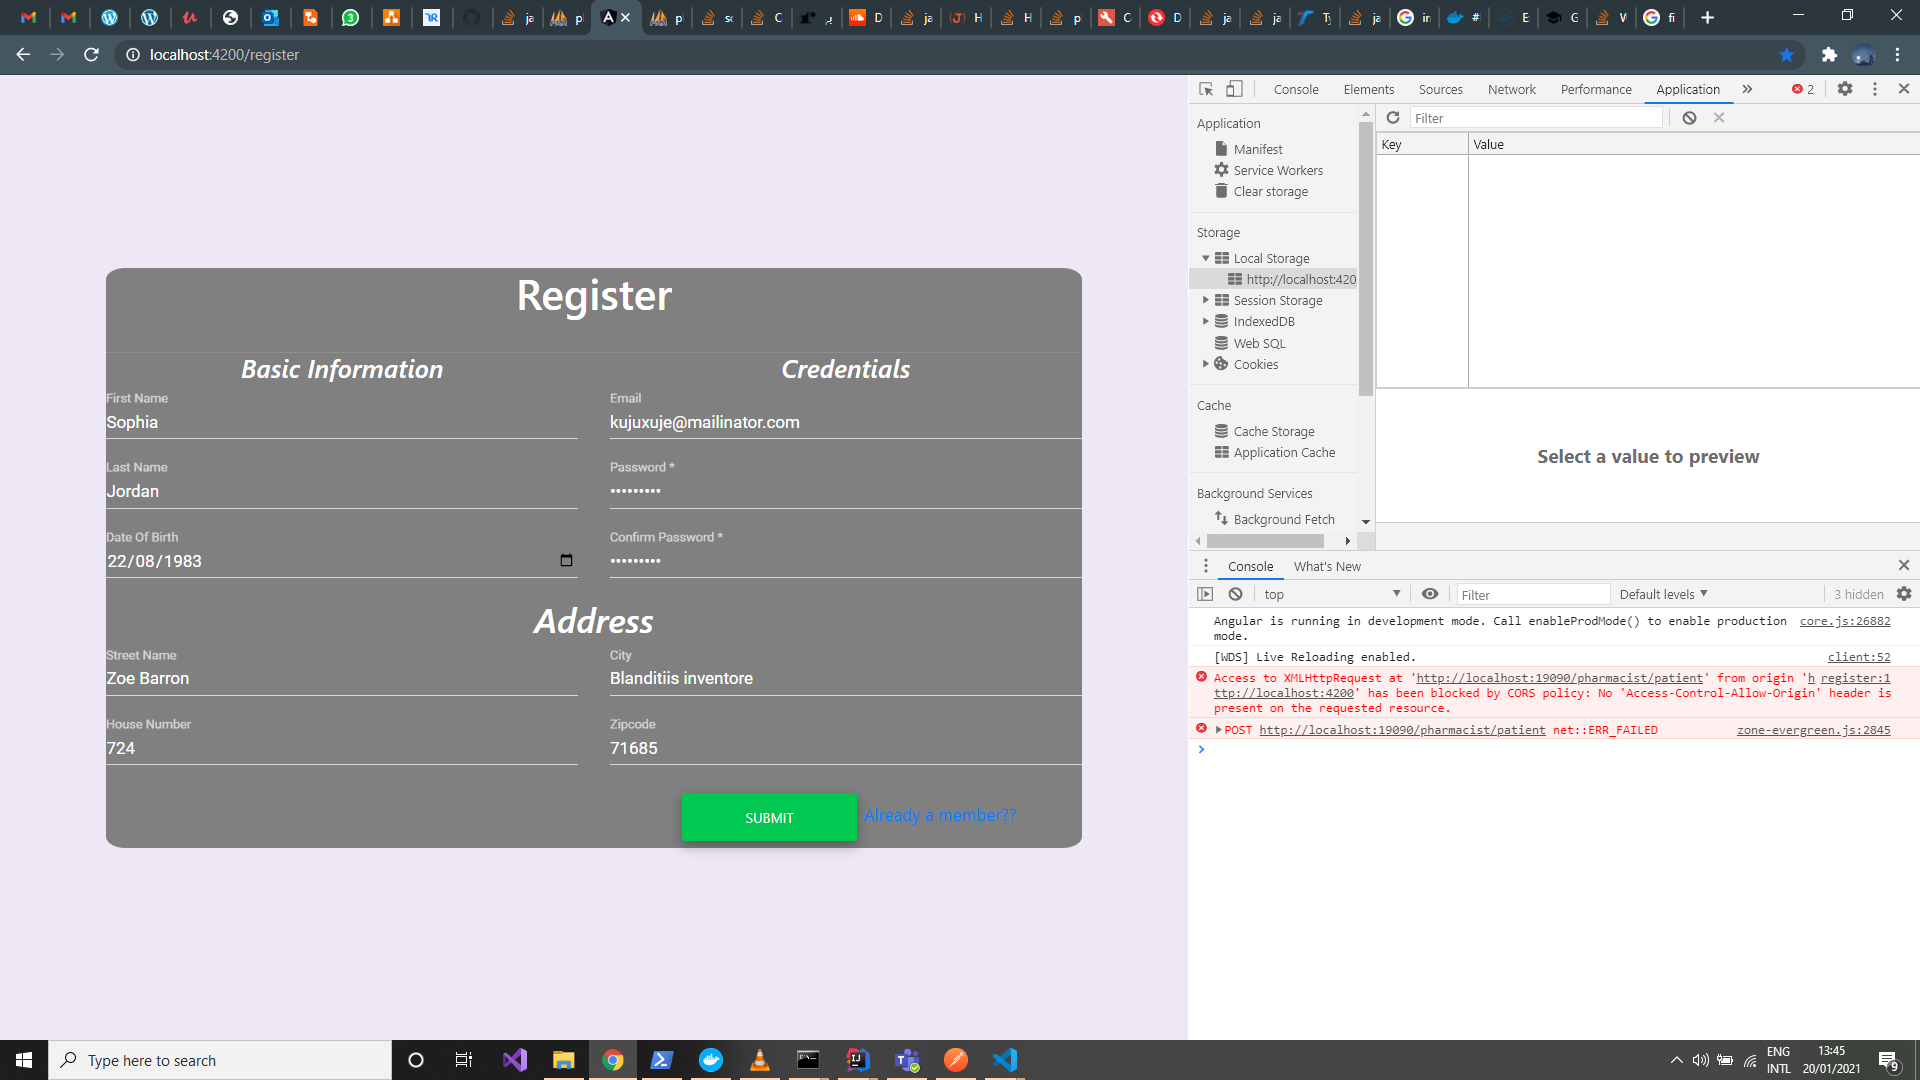 localhost:4200/register
Console Elements Sources Network Performance Application » 2
Application
Manifest
Service Workers
Clear storage
Storage
Local Storage
http://localhost:420
Session Storage
IndexedDB
Web SQL
Cookies
Cache
Cache Storage
Application Cache
Background Services
Background Fetch
Filter
Key Value
Select a value to preview
Register
Basic Information
First Name
Sophia
Last Name
Jordan
Date Of Birth
22/08/1983
Credentials
Email
kujuxuje@mailinator.com
Password *
•••••••••
Confirm Password *
•••••••••
Address
Street Name
Zoe Barron
City
Blanditiis inventore
House Number
724
Zipcode
71685
SUBMIT Already a member??
Console What's New
top Filter Default levels 3 hidden
Angular is running in development mode. Call enableProdMode() to enable production core.js:26882
mode.
[WDS] Live Reloading enabled. client:52
Access to XMLHttpRequest at 'http://localhost:19090/pharmacist/patient' from origin 'h register:1
ttp://localhost:4200' has been blocked by CORS policy: No 'Access-Control-Allow-Origin' header is
present on the requested resource.
POST http://localhost:19090/pharmacist/patient net::ERR_FAILED zone-evergreen.js:2845
Type here to search
ENG
INTL
13:45
20/01/2021
9